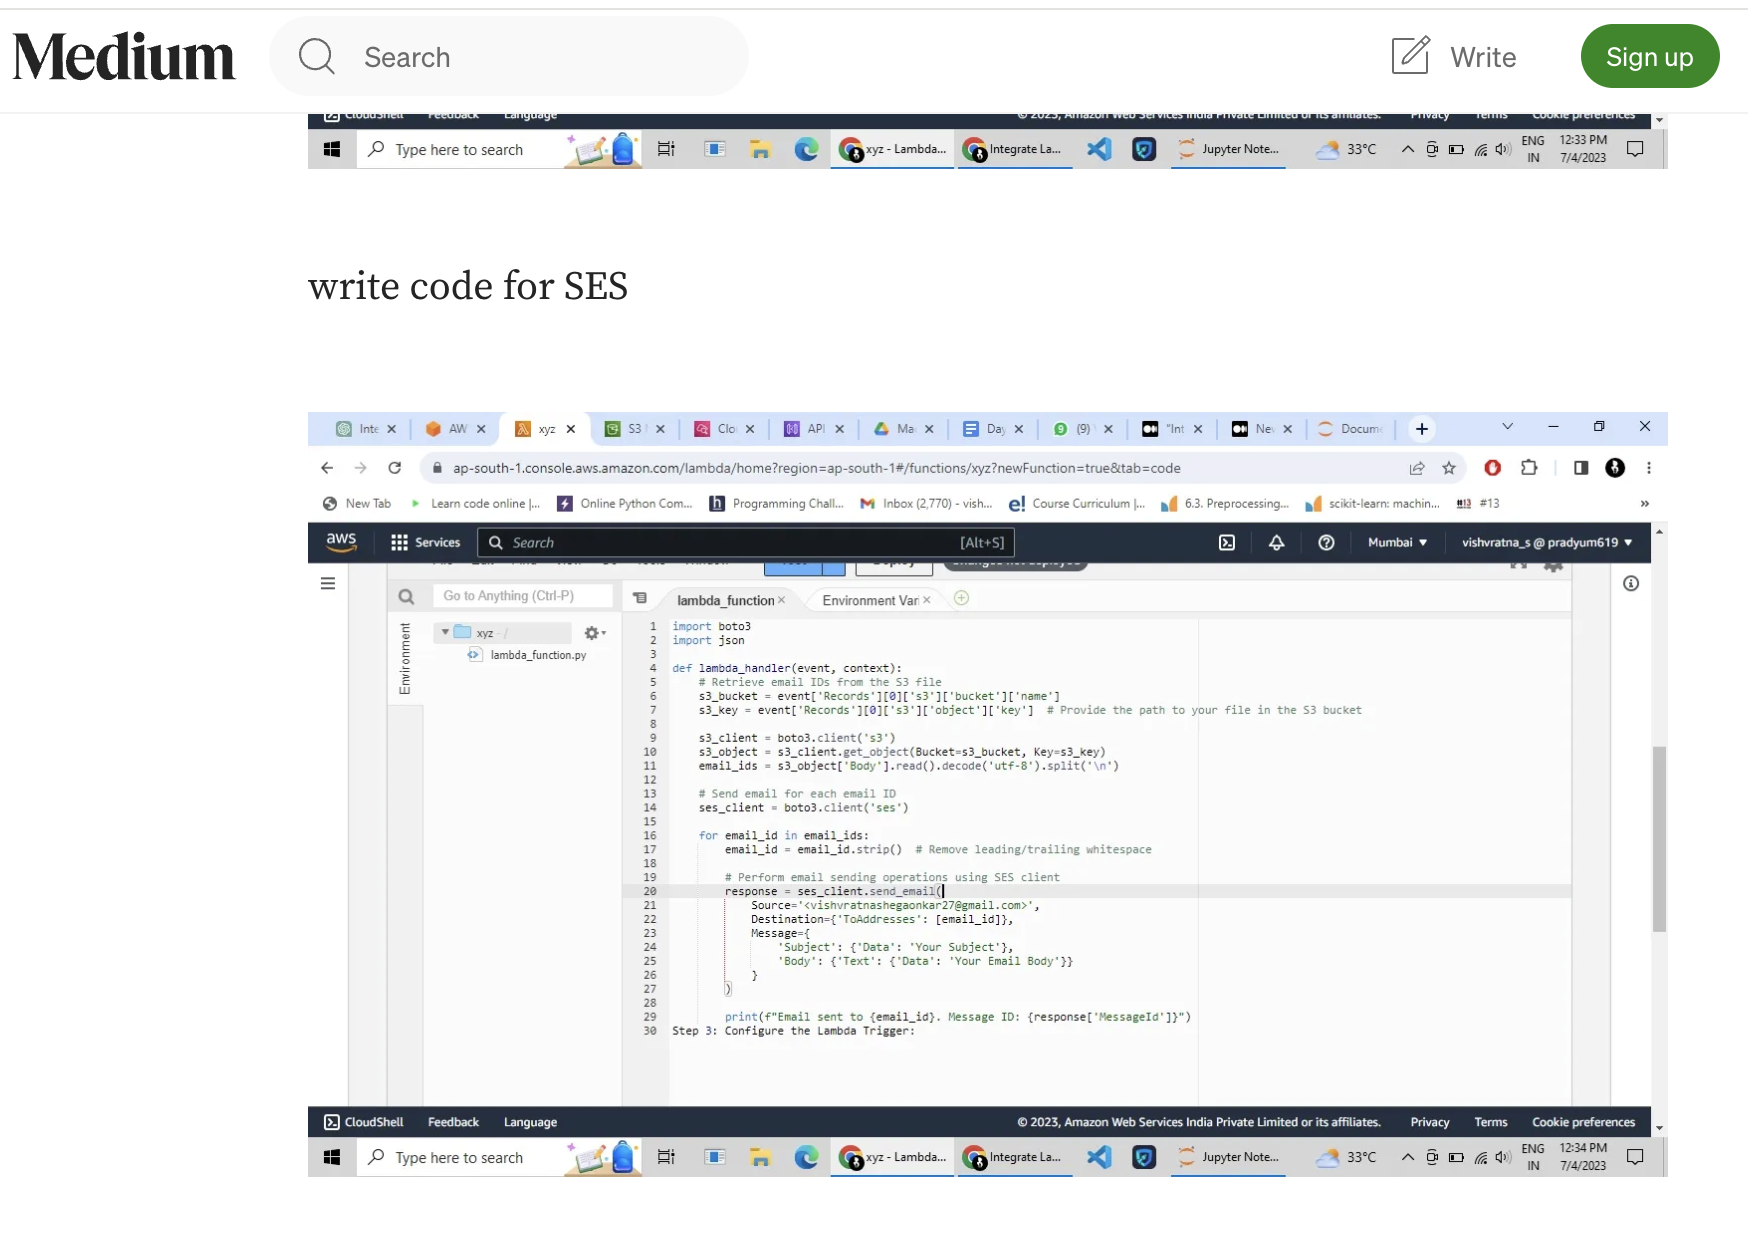 Medium
Search
Write
Sign up
CloudShell Feedback Language © 2023, Amazon Web Services India Private Limited or its affiliates. Privacy Terms Cookie preferences
Type here to search xyz - Lambda... Integrate La... Jupyter Note... 33°C ENG IN 12:33 PM 7/4/2023
write code for SES
Inte AW xyz S3 Clo API Ma Day (9) "Int Nev Docum
ap-south-1.console.aws.amazon.com/lambda/home?region=ap-south-1#/functions/xyz?newFunction=true&tab=code
New Tab Learn code online |... Online Python Com... Programming Chall... Inbox (2,770) - vish... Course Curriculum |... 6.3. Preprocessing... scikit-learn: machin... #13 #13
aws Services Search [Alt+S] Mumbai vishvratna_s @ pradyum619
Go to Anything (Ctrl-P) lambda_function Environment Vari
Environment
xyz - /
lambda_function.py
1 import boto3
2 import json
3
4 def lambda_handler(event, context):
5 # Retrieve email IDs from the S3 file
6 s3_bucket = event['Records'][0]['s3']['bucket']['name']
7 s3_key = event['Records'][0]['s3']['object']['key'] # Provide the path to your file in the S3 bucket
8
9 s3_client = boto3.client('s3')
10 s3_object = s3_client.get_object(Bucket=s3_bucket, Key=s3_key)
11 email_ids = s3_object['Body'].read().decode('utf-8').split('\n')
12
13 # Send email for each email ID
14 ses_client = boto3.client('ses')
15
16 for email_id in email_ids:
17 email_id = email_id.strip() # Remove leading/trailing whitespace
18
19 # Perform email sending operations using SES client
20 response = ses_client.send_email(
21 Source='<vishvratnashegaonkar27@gmail.com>',
22 Destination={'ToAddresses': [email_id]},
23 Message={
24 'Subject': {'Data': 'Your Subject'},
25 'Body': {'Text': {'Data': 'Your Email Body'}}
26 }
27 )
28
29 print(f"Email sent to {email_id}. Message ID: {response['MessageId']}")
30 Step 3: Configure the Lambda Trigger:
CloudShell Feedback Language © 2023, Amazon Web Services India Private Limited or its affiliates. Privacy Terms Cookie preferences
Type here to search xyz - Lambda... Integrate La... Jupyter Note... 33°C ENG IN 12:34 PM 7/4/2023